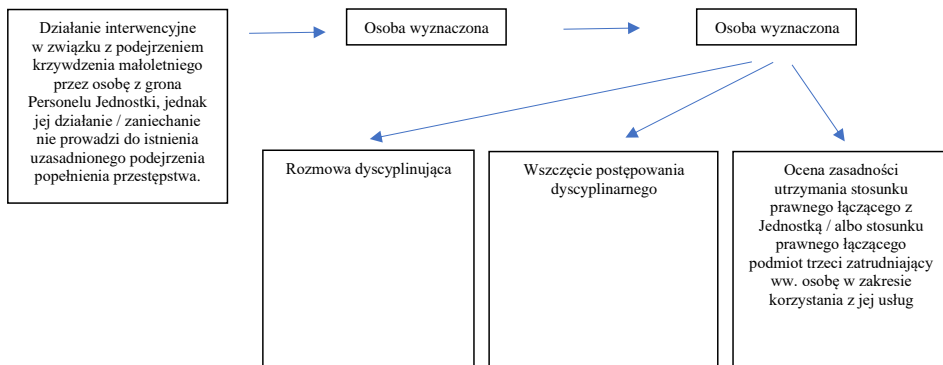 Działanie interwencyjne
w związku z podejrzeniem
krzywdzenia małoletniego
przez osobę z grona
Personelu Jednostki, jednak
jej działanie / zaniechanie
nie prowadzi do istnienia
uzasadnionego podejrzenia
popełnienia przestępstwa.
Osoba wyznaczona
Osoba wyznaczona
Rozmowa dyscyplinująca
Wszczęcie postępowania
dyscyplinarnego
Ocena zasadności
utrzymania stosunku
prawnego łączącego z
Jednostką / albo stosunku
prawnego łączącego
podmiot trzeci zatrudniający
ww. osobę w zakresie
korzystania z jej usług